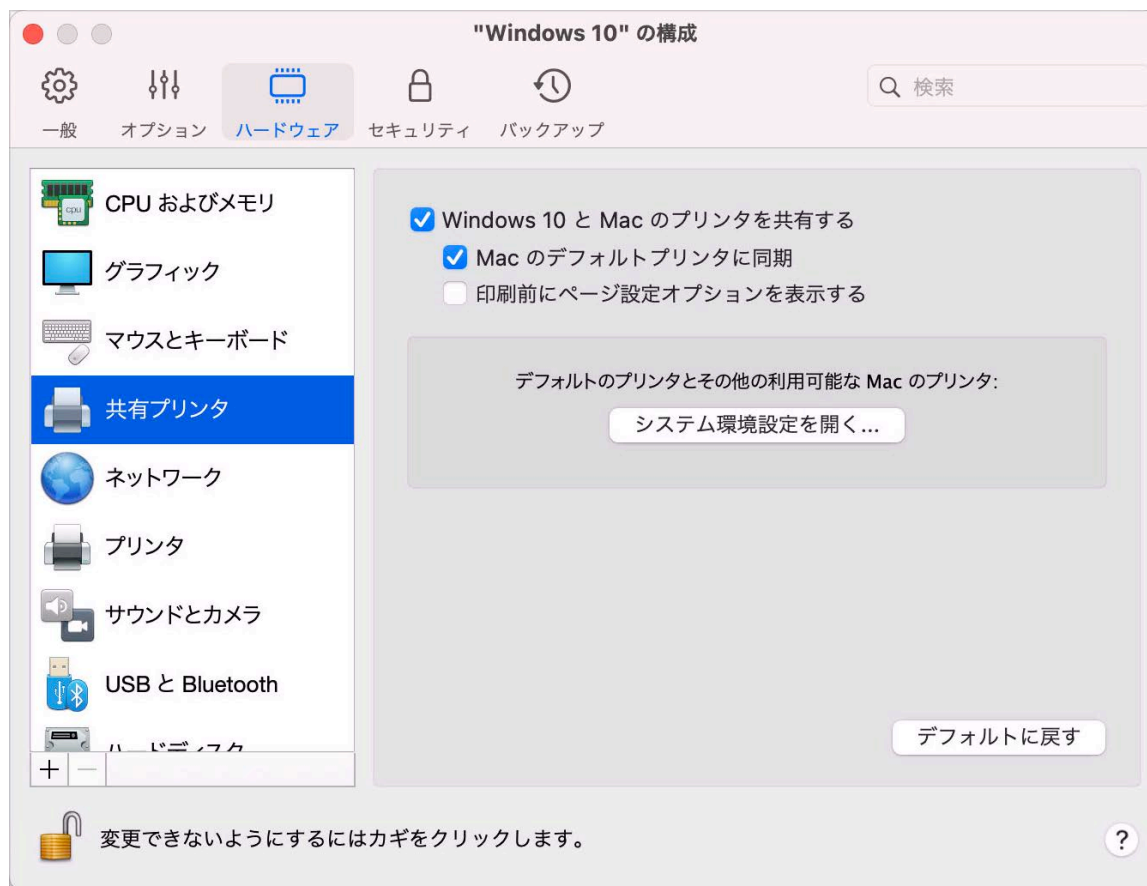 "Windows 10" の構成
一般
オプション
ハードウェア
セキュリティ
バックアップ
検索
cpu
CPU およびメモリ
グラフィック
マウスとキーボード
共有プリンタ
ネットワーク
プリンタ
サウンドとカメラ
USB と Bluetooth
ハードディスク
Windows 10 と Mac のプリンタを共有する
Mac のデフォルトプリンタに同期
印刷前にページ設定オプションを表示する
デフォルトのプリンタとその他の利用可能な Mac のプリンタ:
システム環境設定を開く...
デフォルトに戻す
変更できないようにするにはカギをクリックします。
?